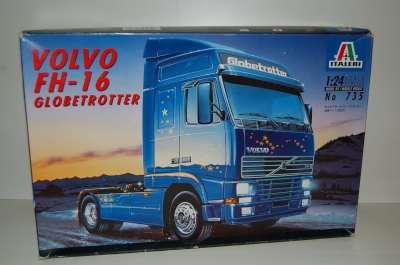 VOLVO
FH-16
GLOBETROTTER
Globetrotter
ITALERI
1:24
No 735
VOLVO